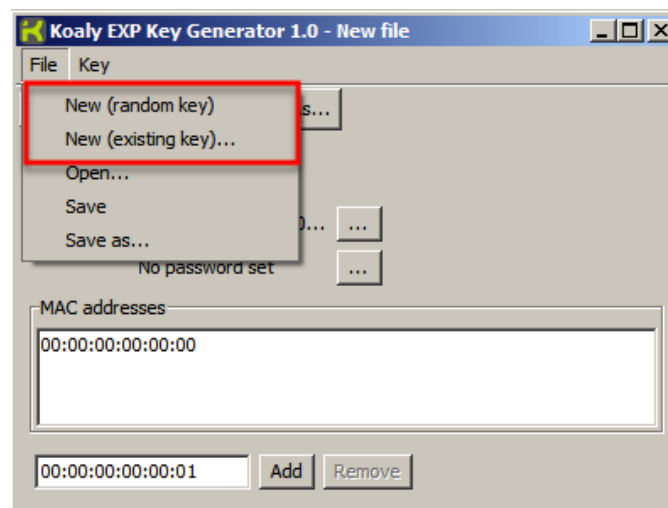 Koaly EXP Key Generator 1.0 - New file
File Key
New (random key)
s...
New (existing key)...
Open...
Save
...
Save as...
No password set ...
MAC addresses
00:00:00:00:00:00
00:00:00:00:00:01 Add Remove